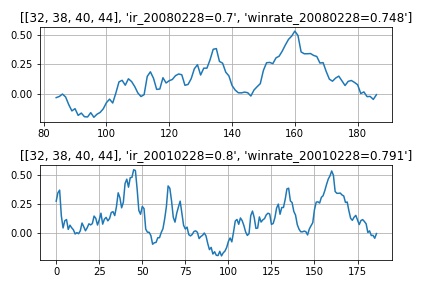 [[32, 38, 40, 44], 'ir_20080228=0.7', 'winrate_20080228=0.748']
0.50
0.25
0.00
80 100 120 140 160 180
[[32, 38, 40, 44], 'ir_20010228=0.8', 'winrate_20010228=0.791']
0.50
0.25
0.00
0 25 50 75 100 125 150 175